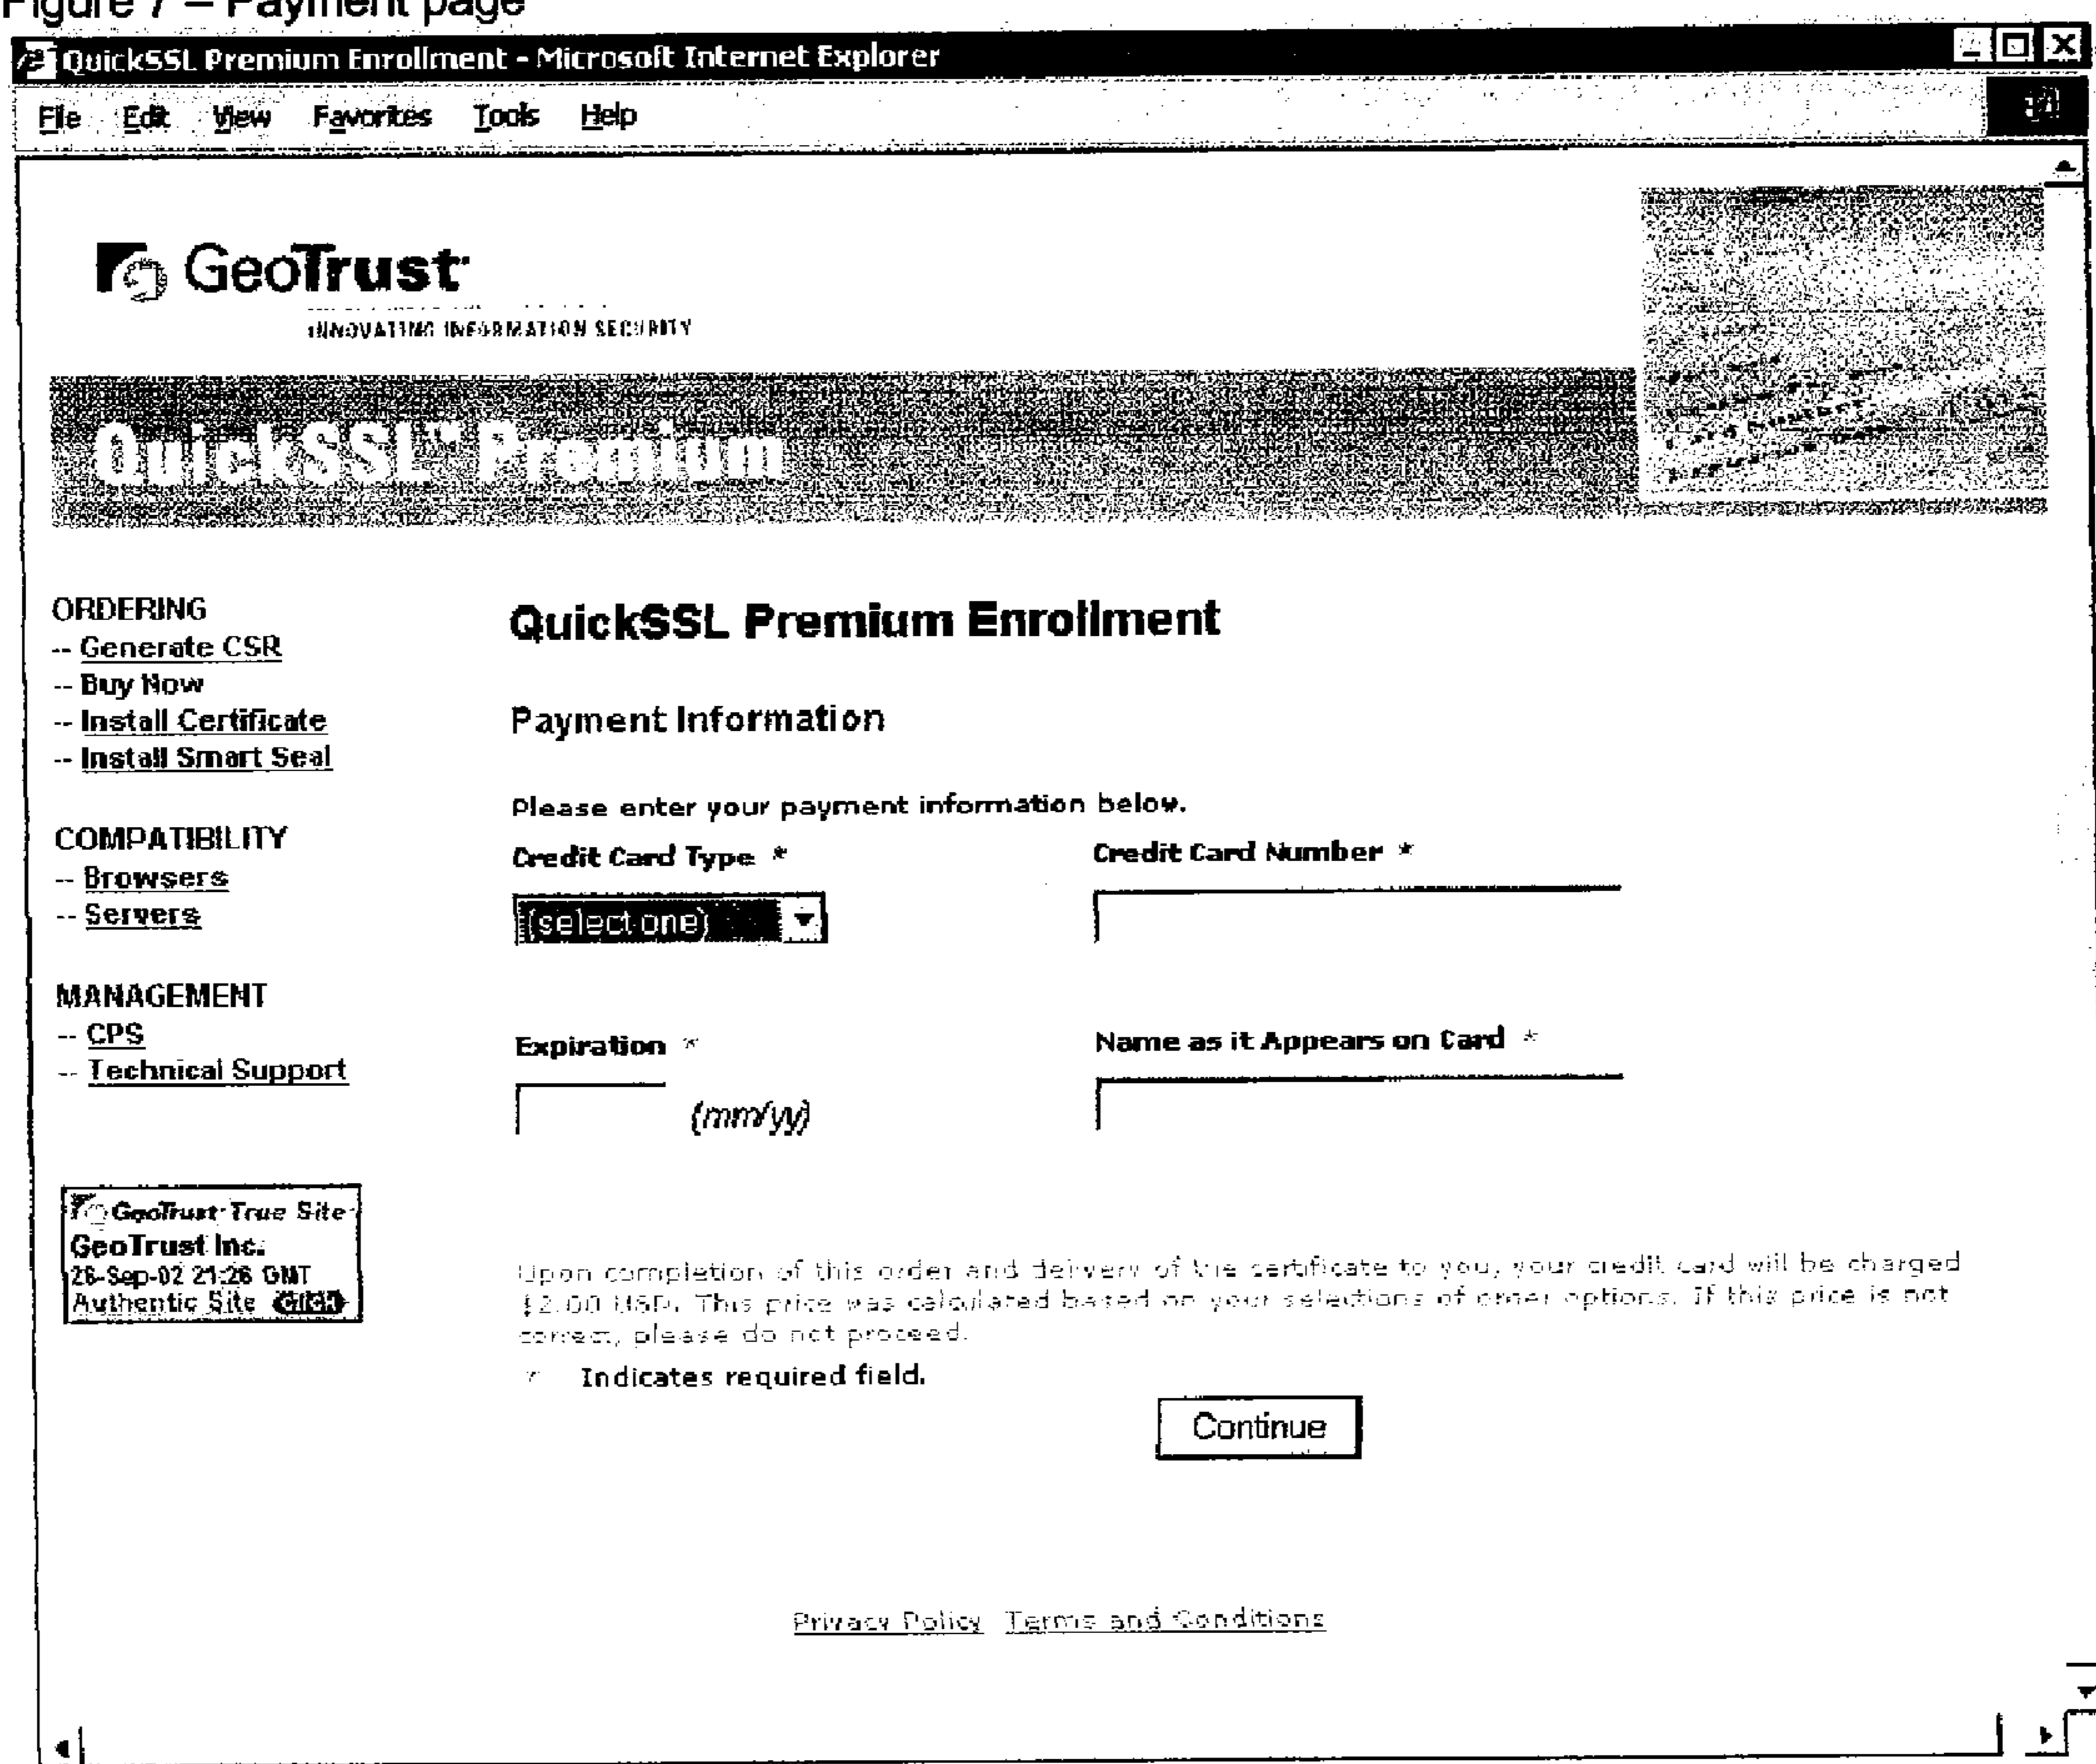 Figure 7 – Payment page
QuickSSL Premium Enrollment - Microsoft Internet Explorer
File Edit View Favorites Tools Help
GeoTrust
INNOVATING INFORMATION SECURITY
QuickSSL™ Premium
ORDERING
-- Generate CSR
-- Buy Now
-- Install Certificate
-- Install Smart Seal
COMPATIBILITY
-- Browsers
-- Servers
MANAGEMENT
-- CPS
-- Technical Support
GeoTrust True Site
GeoTrust Inc.
26-Sep-02 21:26 GMT
Authentic Site
QuickSSL Premium Enrollment
Payment Information
Please enter your payment information below.
Credit Card Type * Credit Card Number *
(select one)
Expiration * Name as it Appears on Card *
(mm/yy)
Upon completion of this order and delivery of the certificate to you, your credit card will be charged
$2.00 USD. This price was calculated based on your selections of order options. If this price is not
correct, please do not proceed.
* Indicates required field.
Continue
Privacy Policy Terms and Conditions